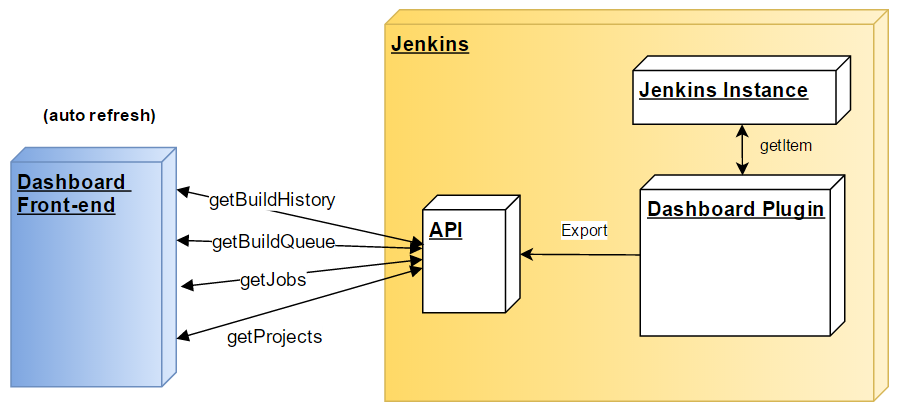 Jenkins
Jenkins Instance
(auto refresh)
getItem
Dashboard
Front-end
getBuildHistory
Dashboard Plugin
API
Export
getBuildQueue
getJobs
getProjects